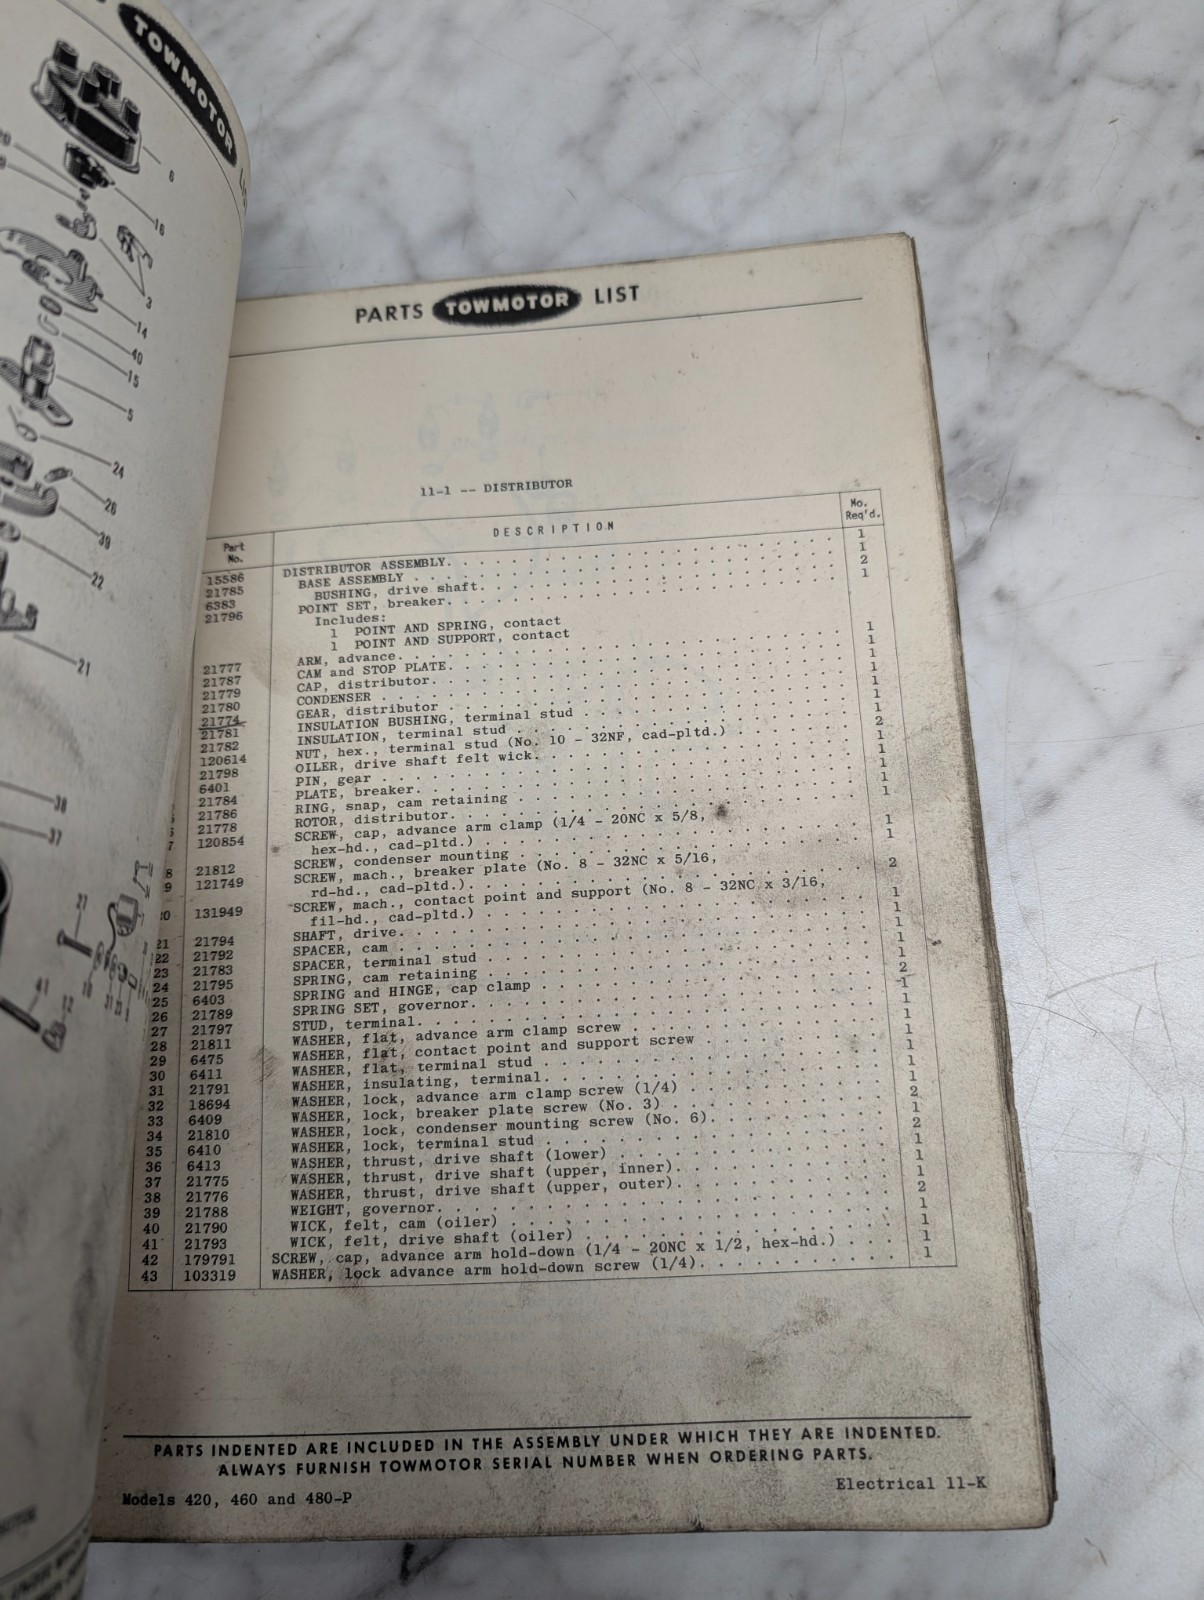 TOWMOTOR
6
16
3
14
40
15
5
24
26
39
22
21
38
37
27
41
12
PARTS TOWMOTOR LIST
11-1 -- DISTRIBUTOR
Part No. DESCRIPTION No. Req'd.
15586 DISTRIBUTOR ASSEMBLY. 1
21785 BASE ASSEMBLY 1
6383 BUSHING, drive shaft. 2
21796 POINT SET, breaker. 1
Includes:
1 POINT AND SPRING, contact
1 POINT AND SUPPORT, contact
21777 ARM, advance. 1
21787 CAM and STOP PLATE. 1
21779 CAP, distributor. 1
21780 CONDENSER 1
21774 GEAR, distributor 1
21781 INSULATION BUSHING, terminal stud 1
21782 INSULATION, terminal stud 1
120614 NUT, hex., terminal stud (No. 10 - 32NF, cad-pltd.) 2
21798 OILER, drive shaft felt wick. 1
6401 PIN, gear 1
21784 PLATE, breaker. 1
21786 RING, snap, cam retaining 1
21778 ROTOR, distributor. 1
120854 SCREW, cap, advance arm clamp (1/4 - 20NC x 5/8,
hex-hd., cad-pltd.) 1
8 21812 SCREW, condenser mounting 1
9 121749 SCREW, mach., breaker plate (No. 8 - 32NC x 5/16,
rd-hd., cad-pltd.). 2
20 131949 SCREW, mach., contact point and support (No. 8 - 32NC x 3/16,
fil-hd., cad-pltd.) 1
21 21794 SHAFT, drive. 1
22 21792 SPACER, cam 1
23 21783 SPACER, terminal stud 1
24 21795 SPRING, cam retaining 1
25 6403 SPRING and HINGE, cap clamp 2
26 21789 SPRING SET, governor. 1
27 21797 STUD, terminal. 1
28 21811 WASHER, flat, advance arm clamp screw 1
29 6475 WASHER, flat, contact point and support screw 1
30 6411 WASHER, flat, terminal stud 1
31 21791 WASHER, insulating, terminal. 1
32 18694 WASHER, lock, advance arm clamp screw (1/4) 1
33 6409 WASHER, lock, breaker plate screw (No. 3) 2
34 21810 WASHER, lock, condenser mounting screw (No. 6). 1
35 6410 WASHER, lock, terminal stud 2
36 6413 WASHER, thrust, drive shaft (lower) 1
37 21775 WASHER, thrust, drive shaft (upper, inner). 1
38 21776 WASHER, thrust, drive shaft (upper, outer). 1
39 21788 WEIGHT, governor. 2
40 21790 WICK, felt, cam (oiler) 1
41 21793 WICK, felt, drive shaft (oiler) 1
42 179791 SCREW, cap, advance arm hold-down (1/4 - 20NC x 1/2, hex-hd.) 1
43 103319 WASHER, lock advance arm hold-down screw (1/4). 1
PARTS INDENTED ARE INCLUDED IN THE ASSEMBLY UNDER WHICH THEY ARE INDENTED.
ALWAYS FURNISH TOWMOTOR SERIAL NUMBER WHEN ORDERING PARTS.
Models 420, 460 and 480-P
Electrical 11-K